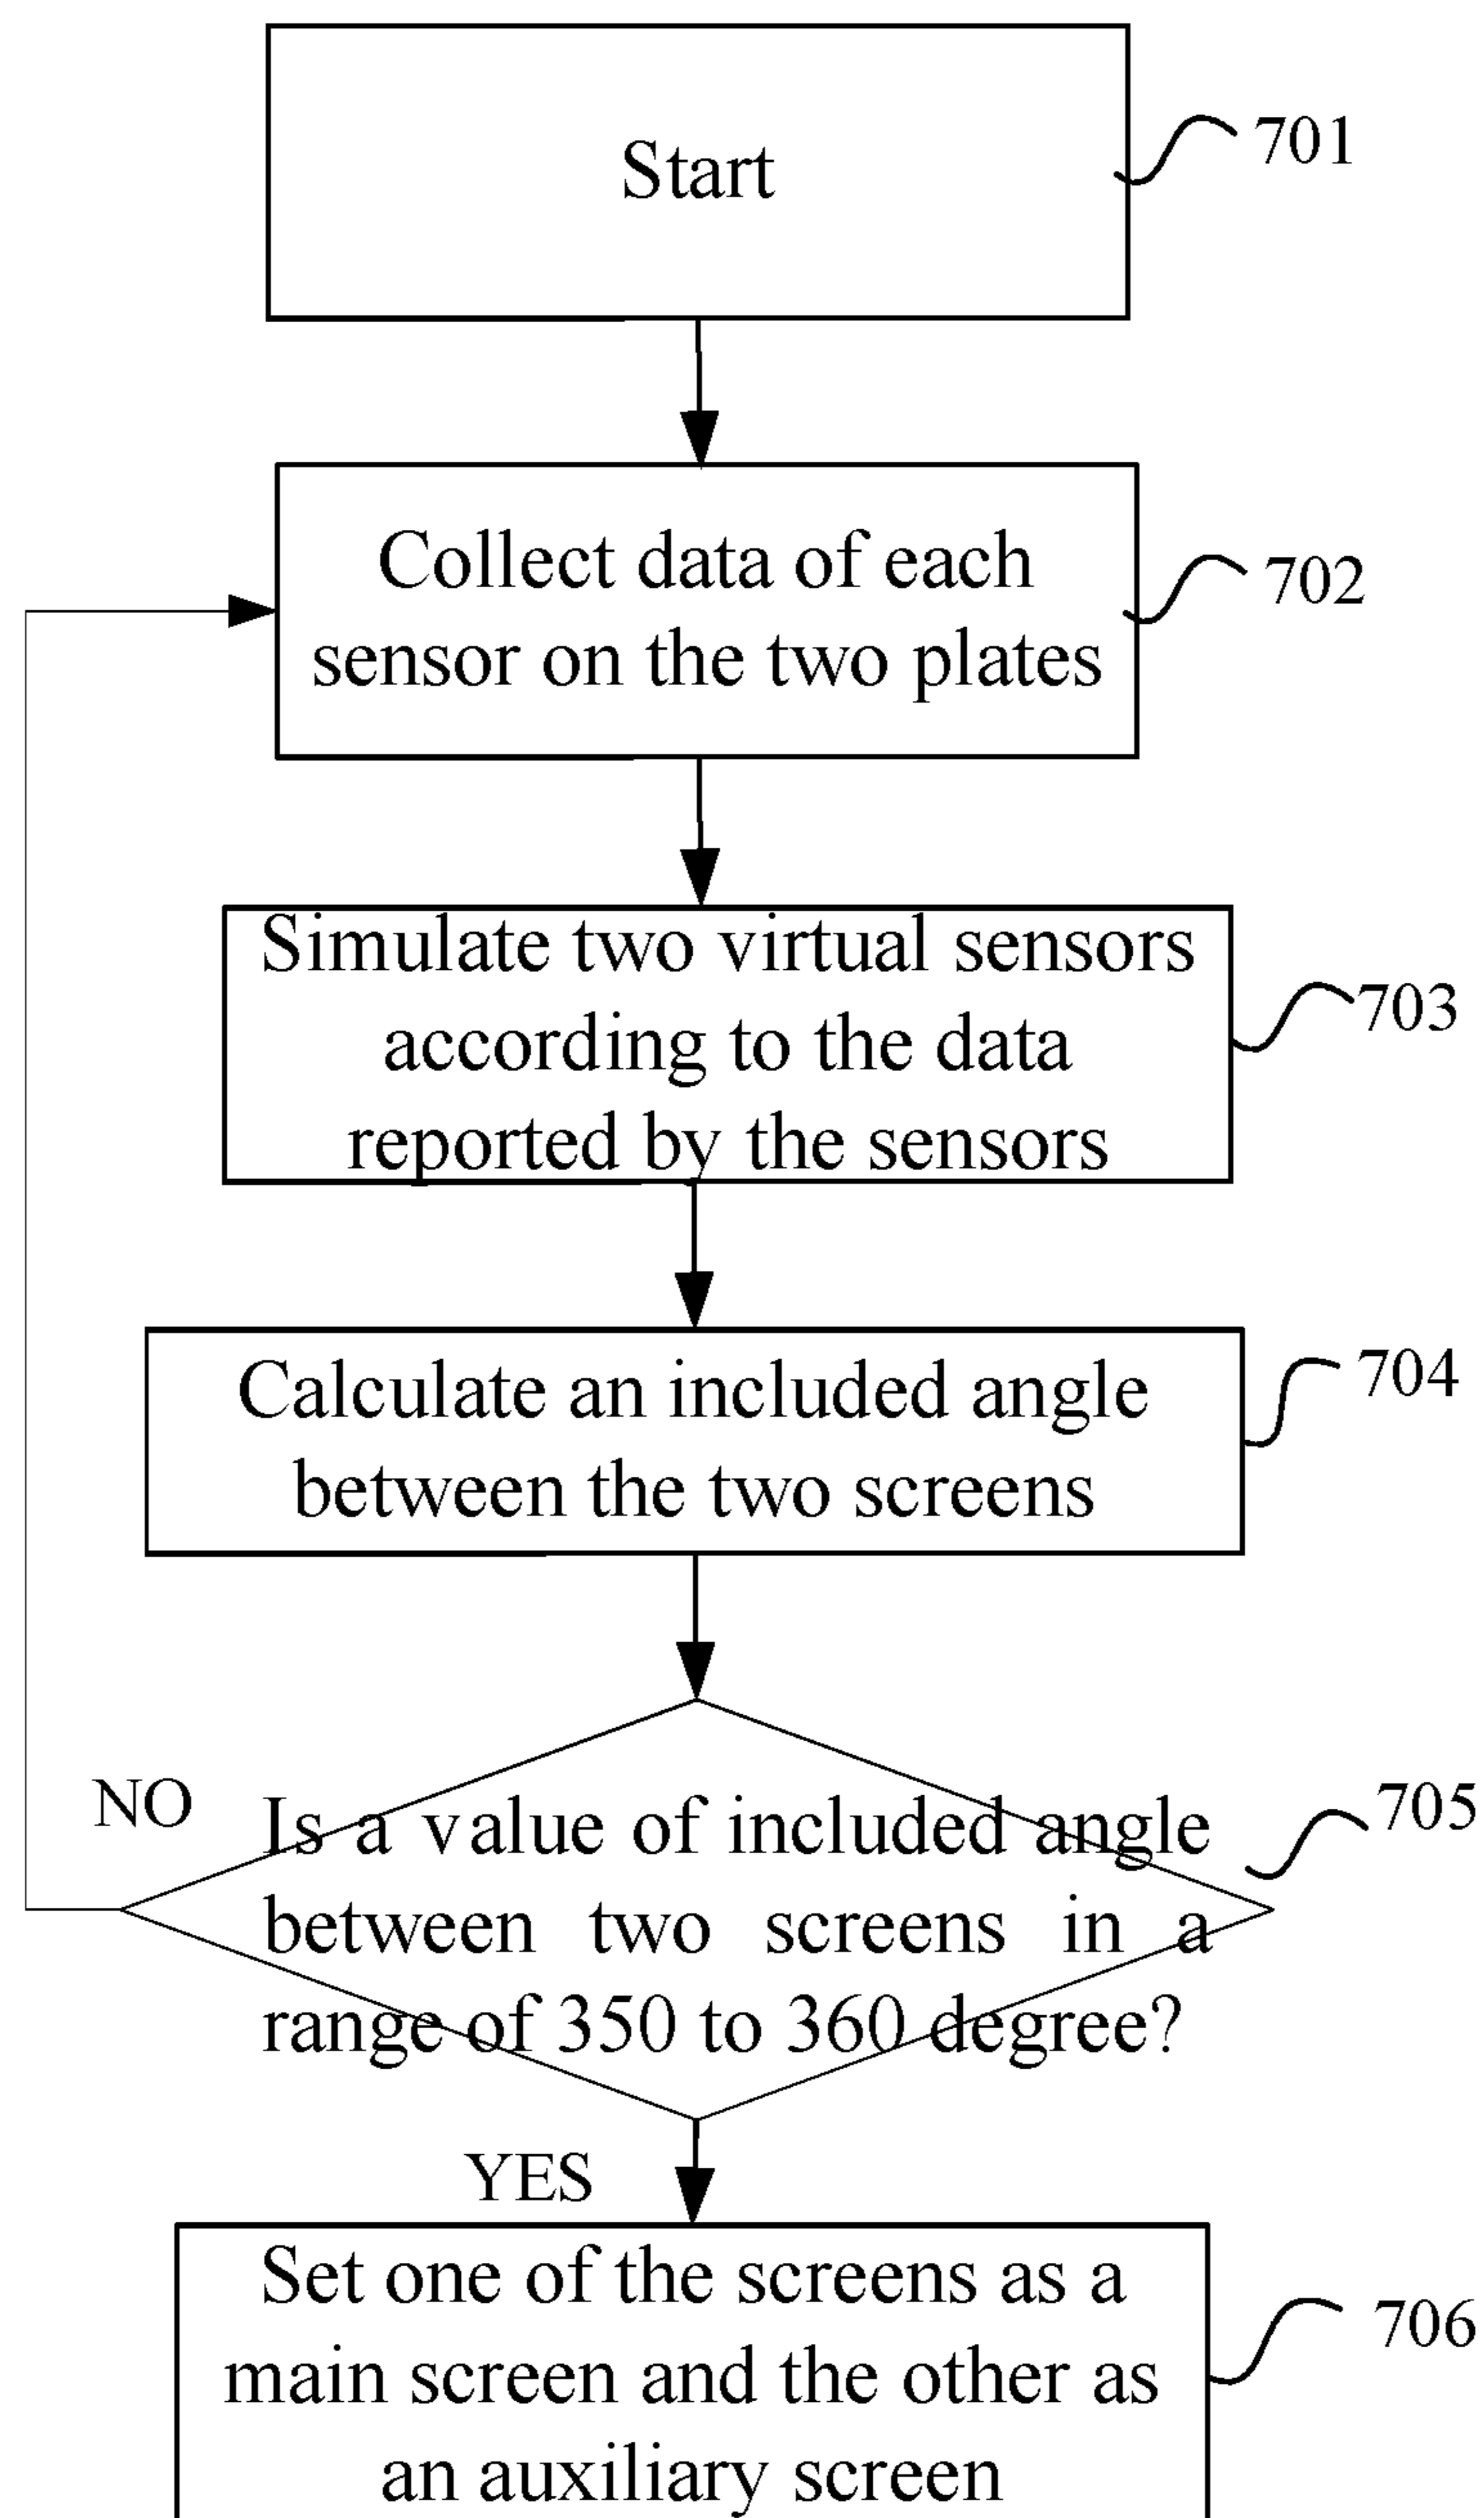 Start
701
Collect data of each
sensor on the two plates
702
Simulate two virtual sensors
according to the data
reported by the sensors
703
Calculate an included angle
between the two screens
704
NO
Is a value of included angle
between two screens in a
range of 350 to 360 degree?
705
YES
Set one of the screens as a
main screen and the other as
an auxiliary screen
706